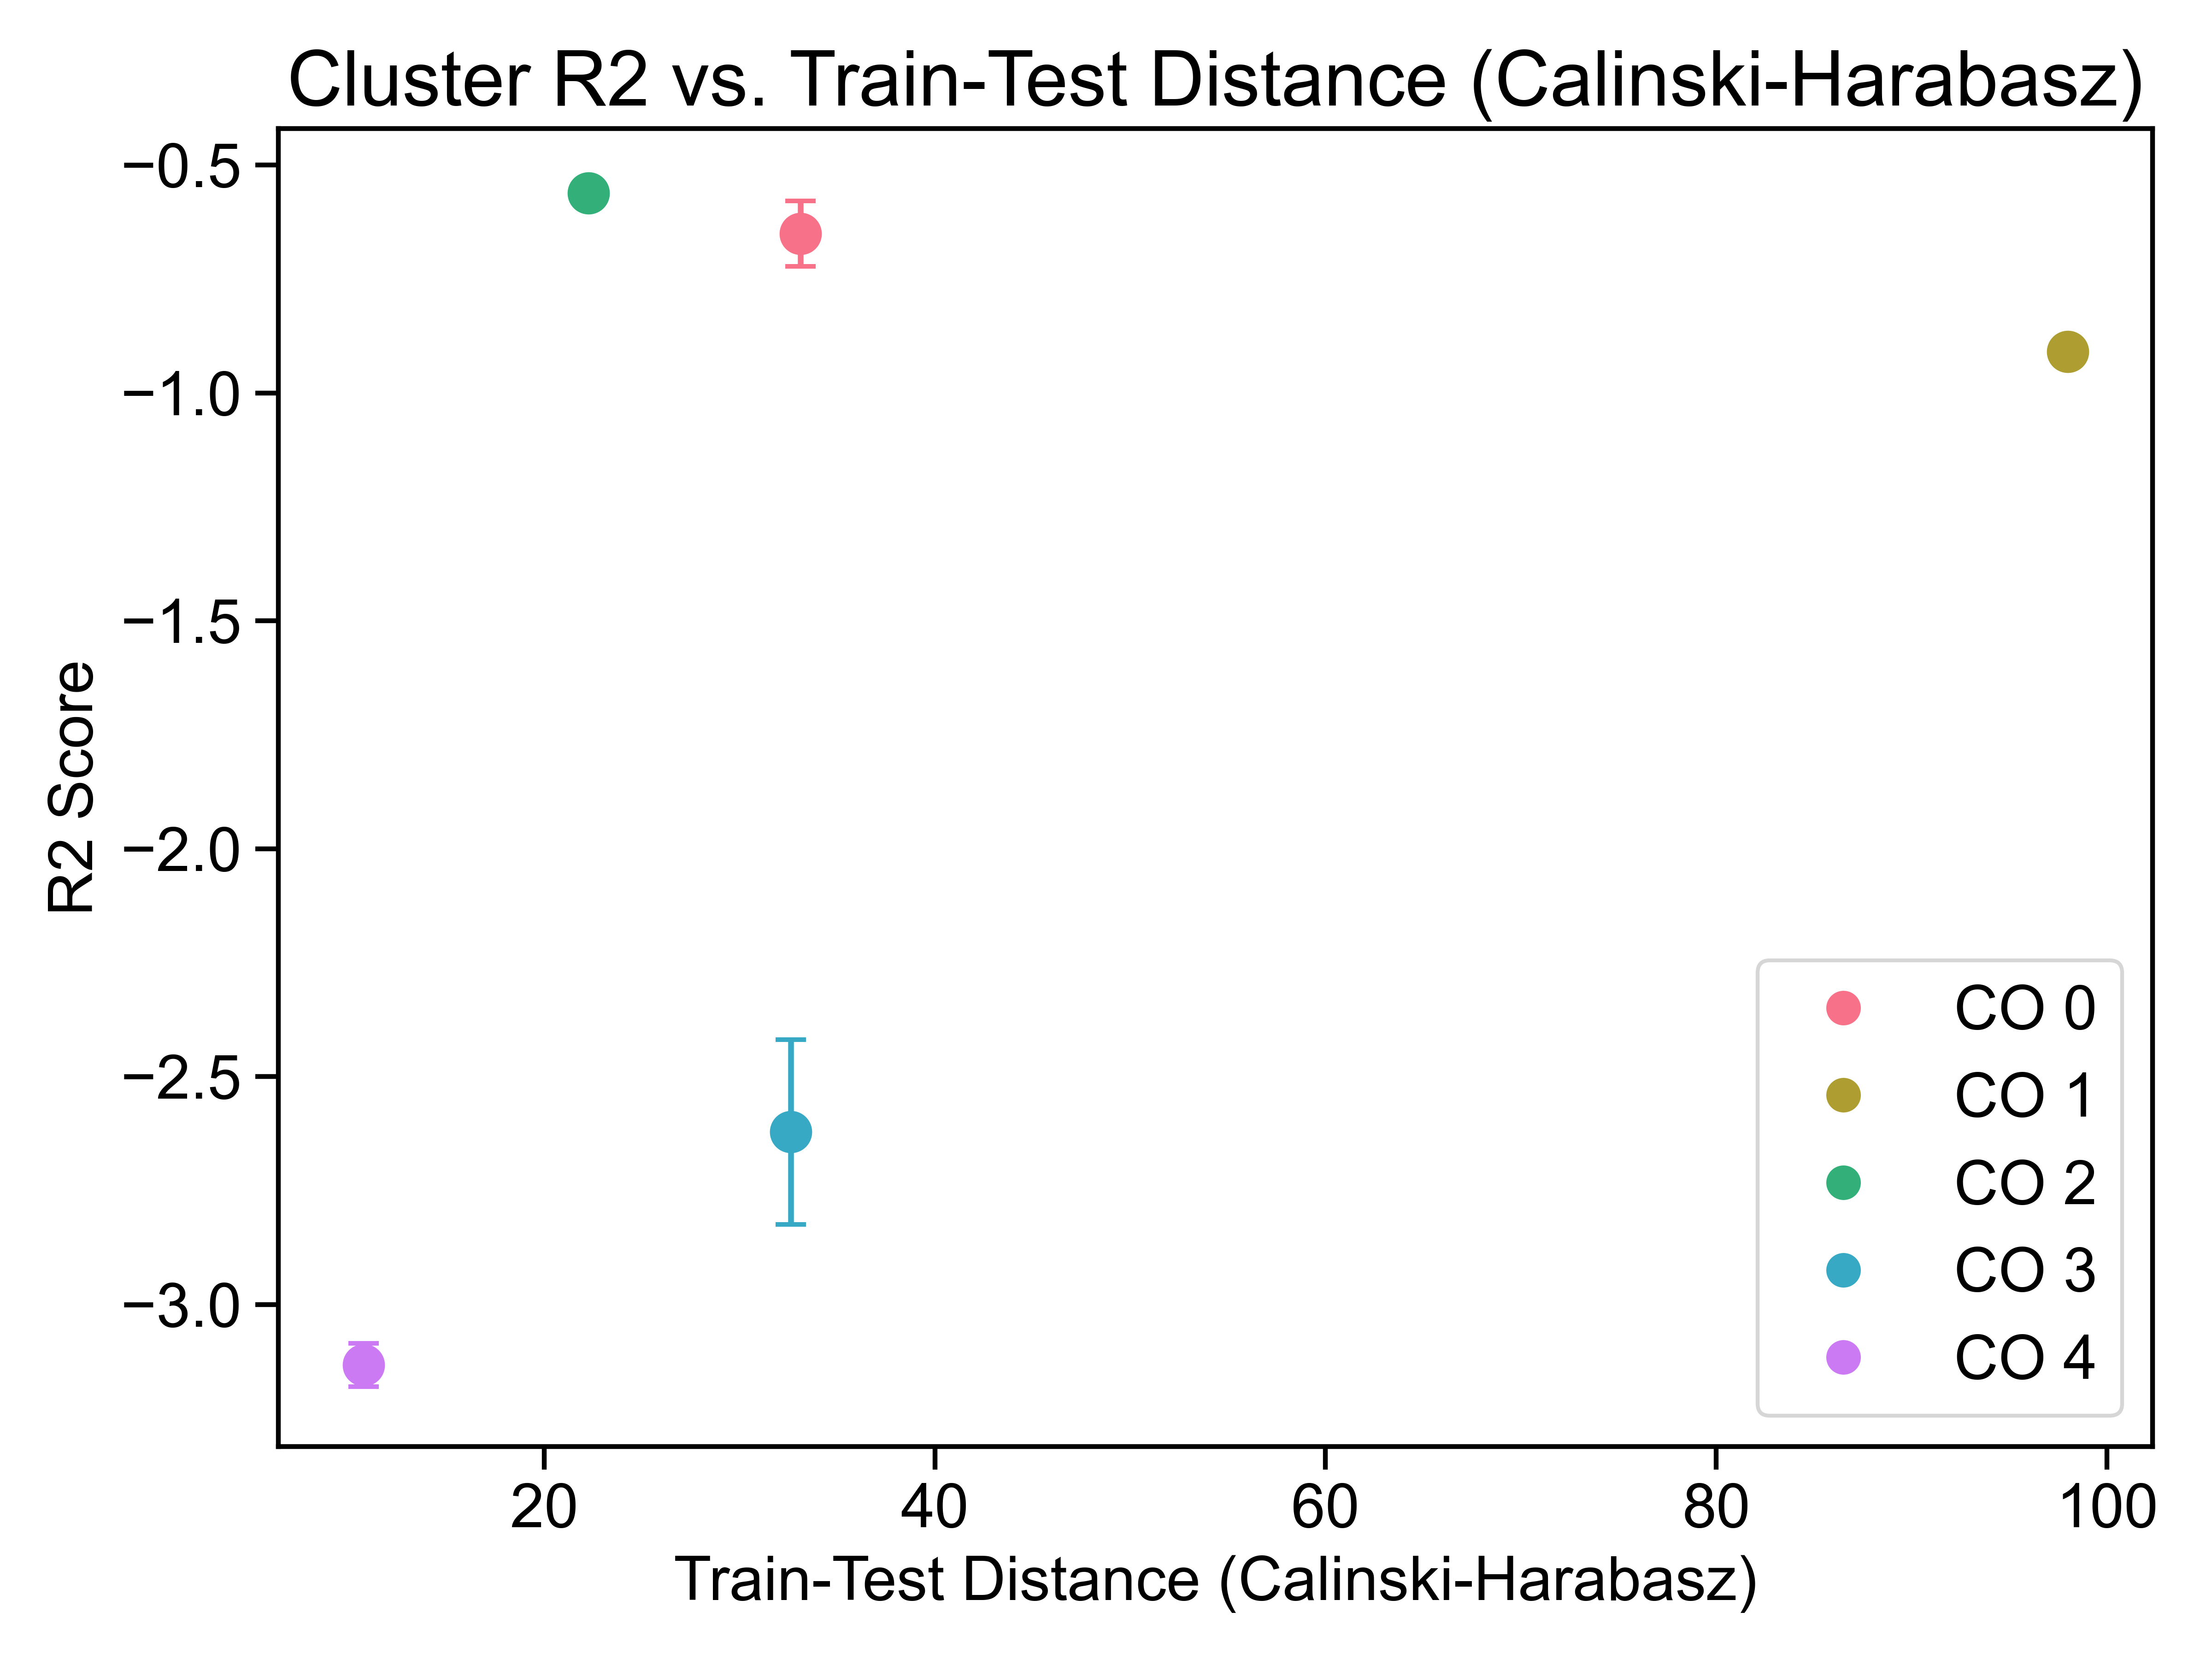 Cluster R2 vs. Train-Test Distance (Calinski-Harabasz)
−0.5
−1.0
−1.5
−2.0
−2.5
−3.0
R2 Score
CO 0
CO 1
CO 2
CO 3
CO 4
20 40 60 80 100
Train-Test Distance (Calinski-Harabasz)